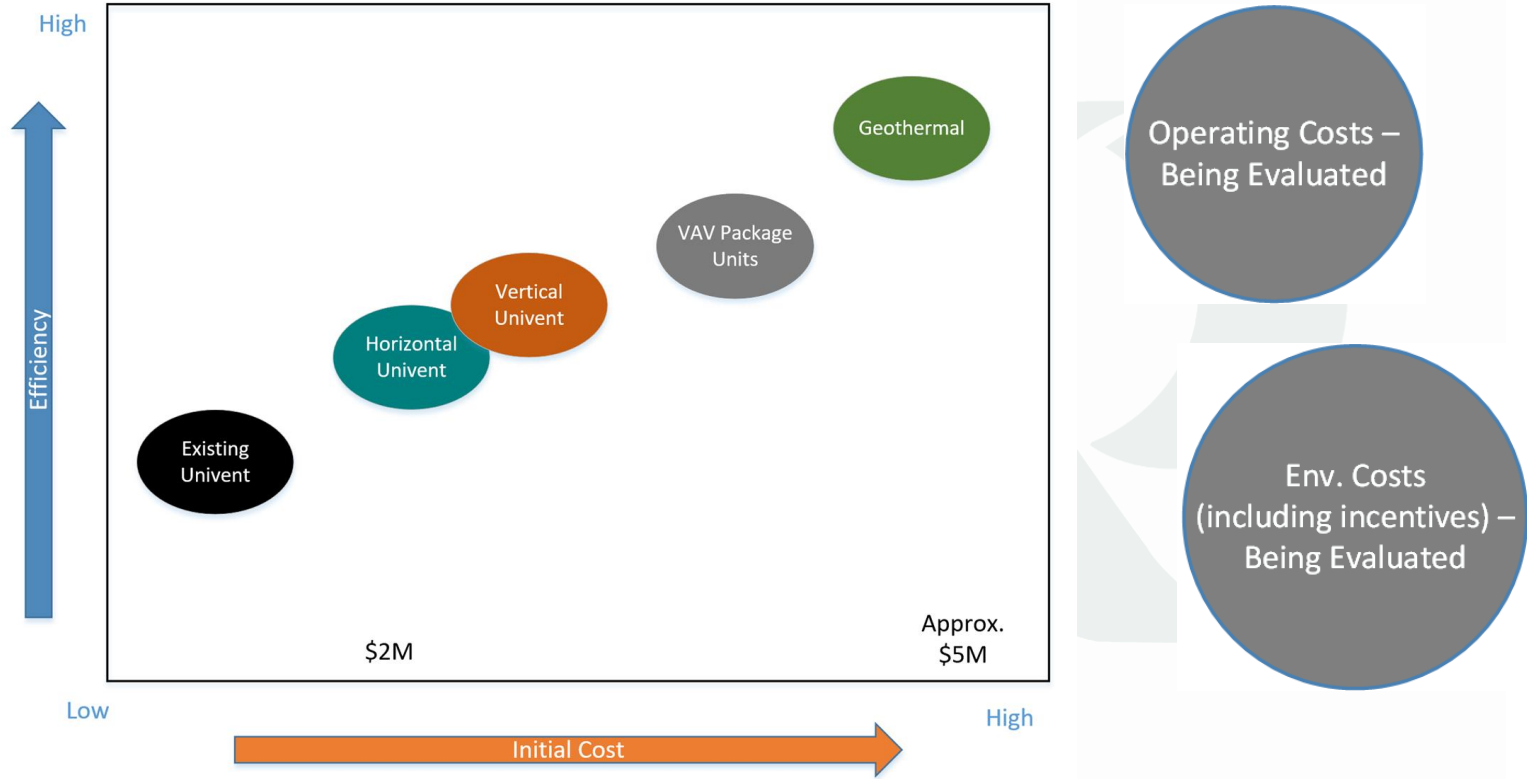 High
Geothermal
VAV Package
Units
Vertical
Univent
Horizontal
Univent
Existing
Univent
Efficiency
Approx.
$5M
$2M
Low
High
Initial Cost
Operating Costs –
Being Evaluated
Env. Costs
(including incentives) –
Being Evaluated